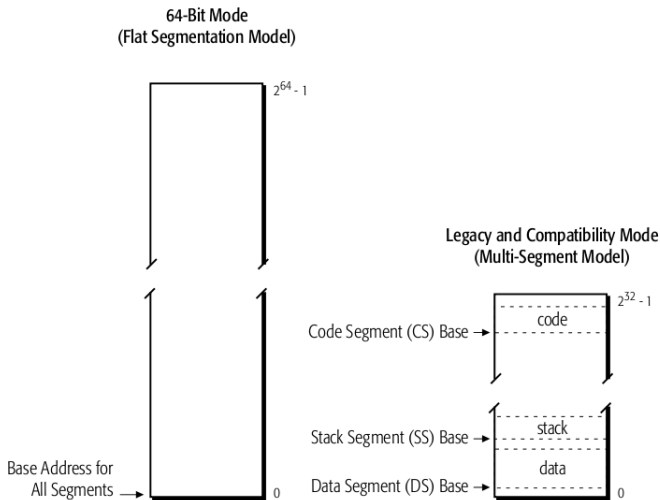 64-Bit Mode
(Flat Segmentation Model)
2^64 - 1
Base Address for
All Segments
0
Legacy and Compatibility Mode
(Multi-Segment Model)
2^32 - 1
code
Code Segment (CS) Base
stack
Stack Segment (SS) Base
data
Data Segment (DS) Base
0